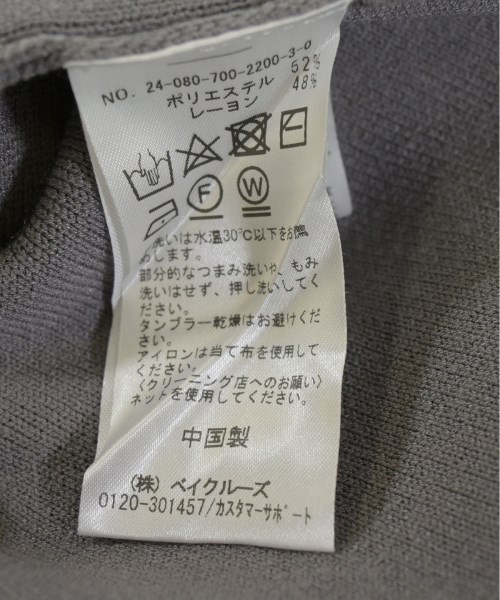 NO. 24-080-700-2200-3-0
ポリエステル 52%
レーヨン 48%
F W
洗いは水温30℃以下をお薦
めします。
部分的なつまみ洗いや、もみ
洗いはせず、押し洗いしてく
ださい。
タンブラー乾燥はお避けくだ
さい。
アイロンは当て布を使用して
ください。
〈クリーニング店へのお願い〉
ネットを使用してください。
中国製
(株) ベイクルーズ
0120-301457/カスタマーサポート